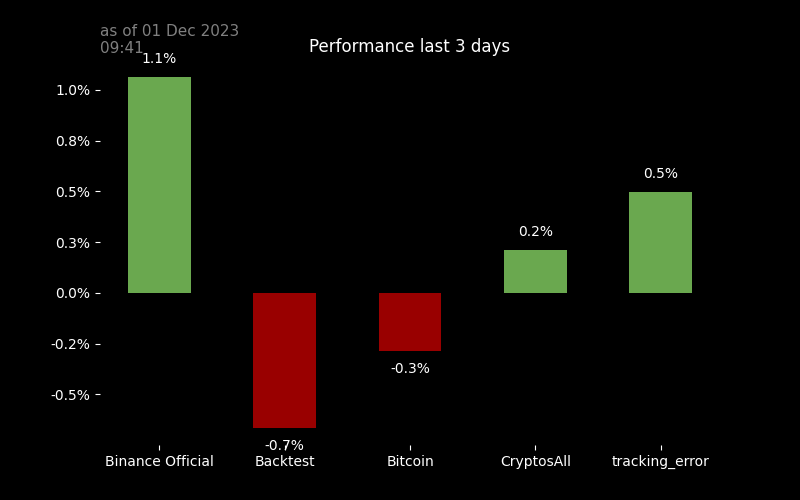 as of 01 Dec 2023
09:41
Performance last 3 days
1.1%
1.0%
0.8%
0.5%
0.5%
0.3%
0.2%
0.0%
-0.2%
-0.3%
-0.5%
-0.7%
Binance Official
Backtest
Bitcoin
CryptosAll
tracking_error